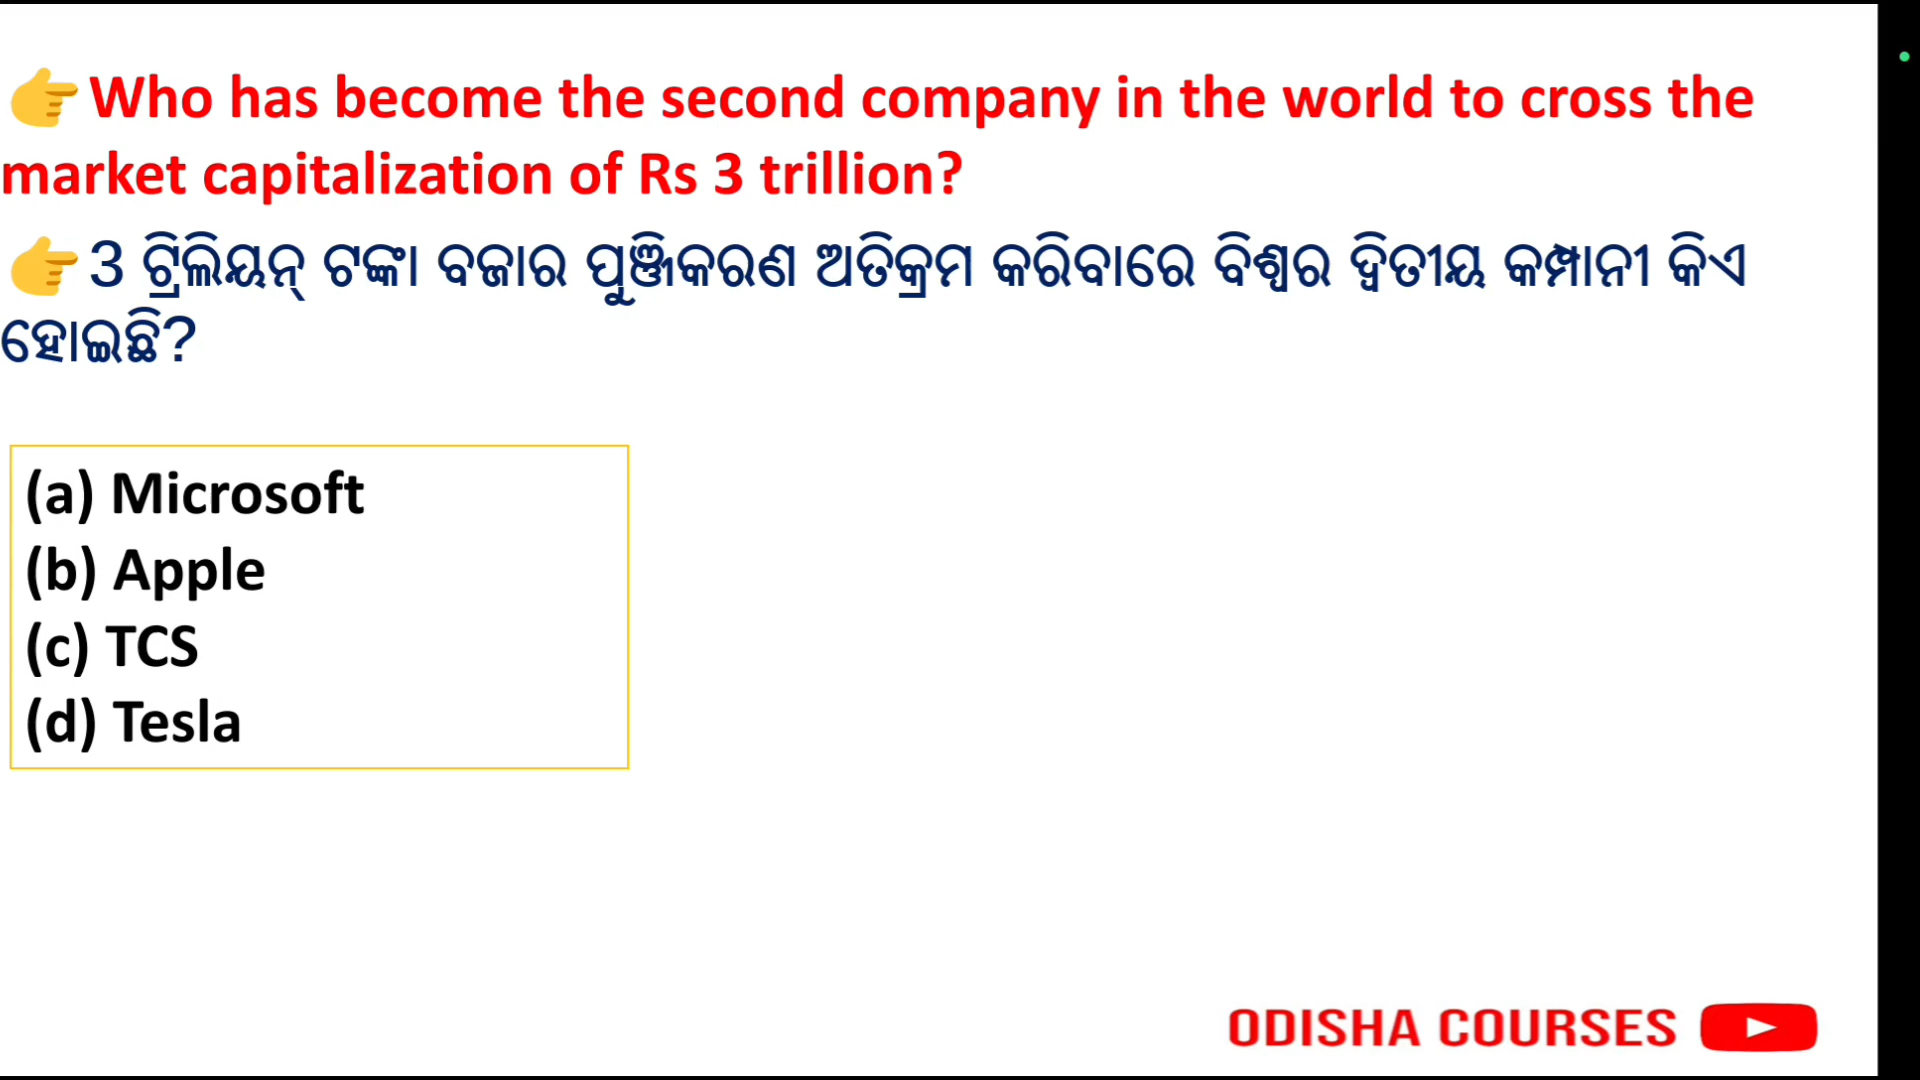 👉Who has become the second company in the world to cross the
market capitalization of Rs 3 trillion?
👉3 ଟ୍ରିଲିୟନ୍ ଟଙ୍କା ବଜାର ପୁଞ୍ଜିକରଣ ଅତିକ୍ରମ କରିବାରେ ବିଶ୍ୱର ଦ୍ୱିତୀୟ କମ୍ପାନୀ କିଏ
ହୋଇଛି?
(a) Microsoft
(b) Apple
(c) TCS
(d) Tesla
ODISHA COURSES